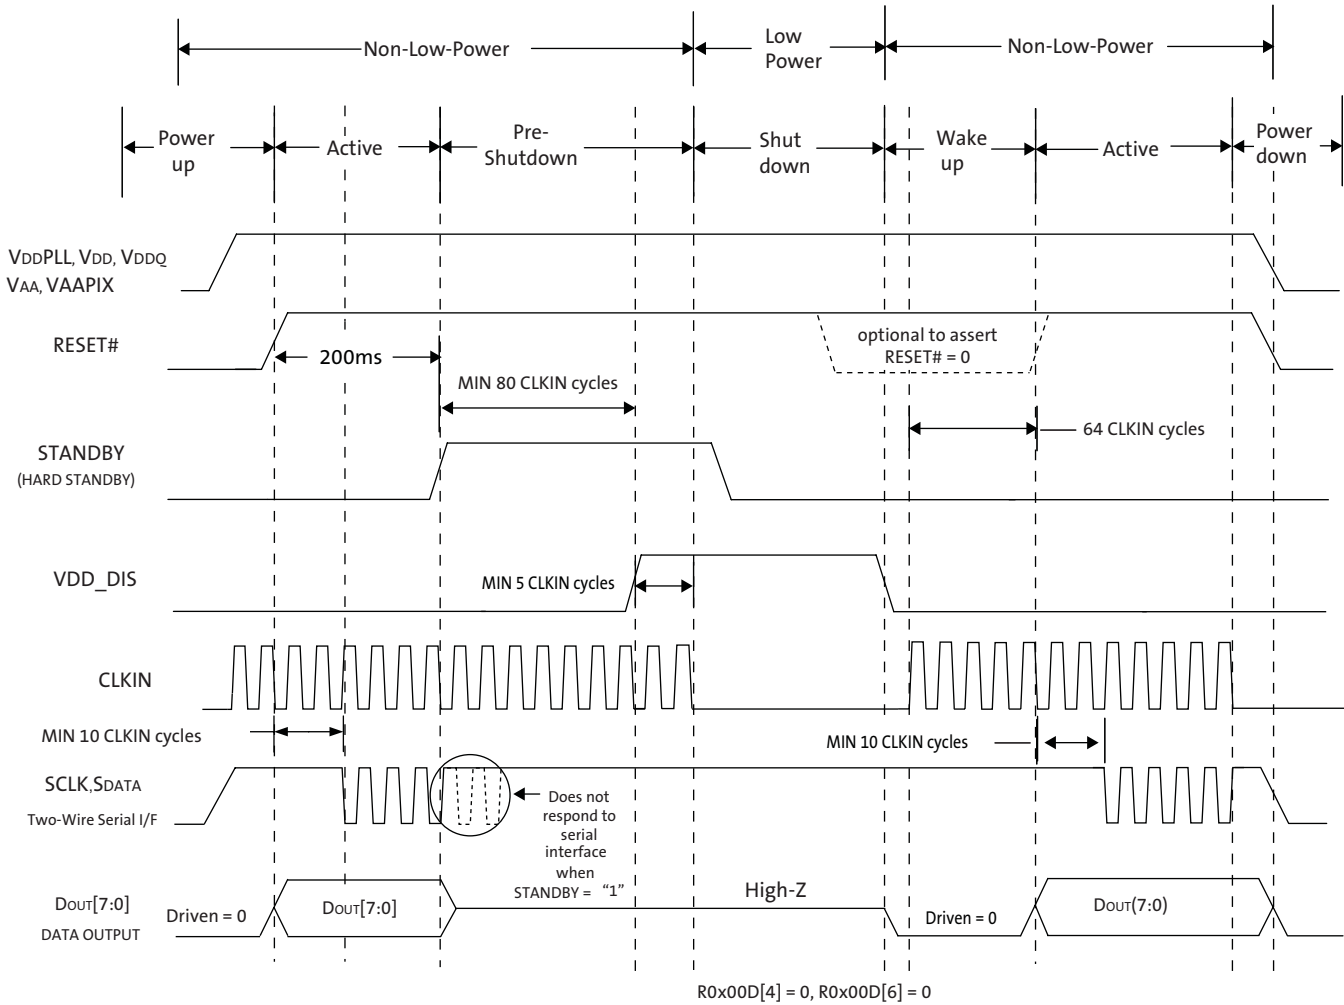 Non-Low-Power
Low
Power
Non-Low-Power
Power
up
Active
Pre-
Shutdown
Shut
down
Wake
up
Active
Power
down
VDDPLL, VDD, VDDQ
VAA, VAAPIX
RESET#
200ms
optional to assert
RESET# = 0
MIN 80 CLKIN cycles
64 CLKIN cycles
STANDBY
(HARD STANDBY)
VDD_DIS
MIN 5 CLKIN cycles
CLKIN
MIN 10 CLKIN cycles
MIN 10 CLKIN cycles
SCLK,SDATA
Two-Wire Serial I/F
Does not
respond to
serial
interface
when
STANDBY = “1”
DOUT[7:0]
DATA OUTPUT
Driven = 0
DOUT[7:0]
High-Z
Driven = 0
DOUT(7:0)
R0x00D[4] = 0, R0x00D[6] = 0